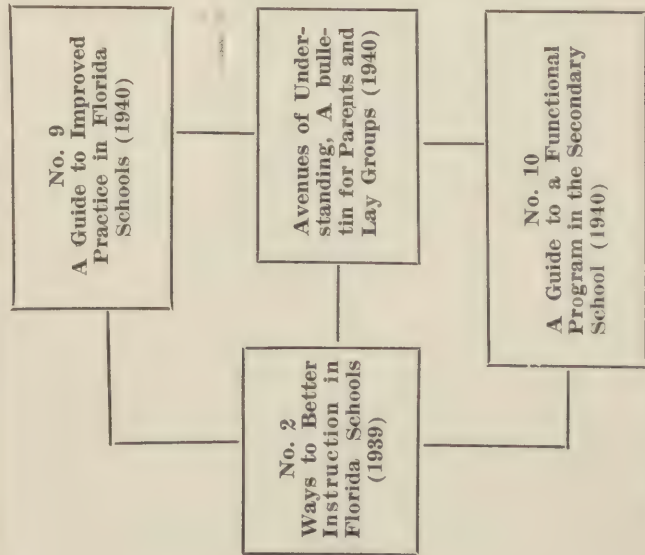 No. 2
Ways to Better
Instruction in
Florida Schools
(1939)
No. 10
A Guide to a Functional
Program in the Secondary
School (1940)
Avenues of Under-
standing, A bulle-
tin for Parents and
Lay Groups (1940)
No. 9
A Guide to Improved
Practice in Florida
Schools (1940)